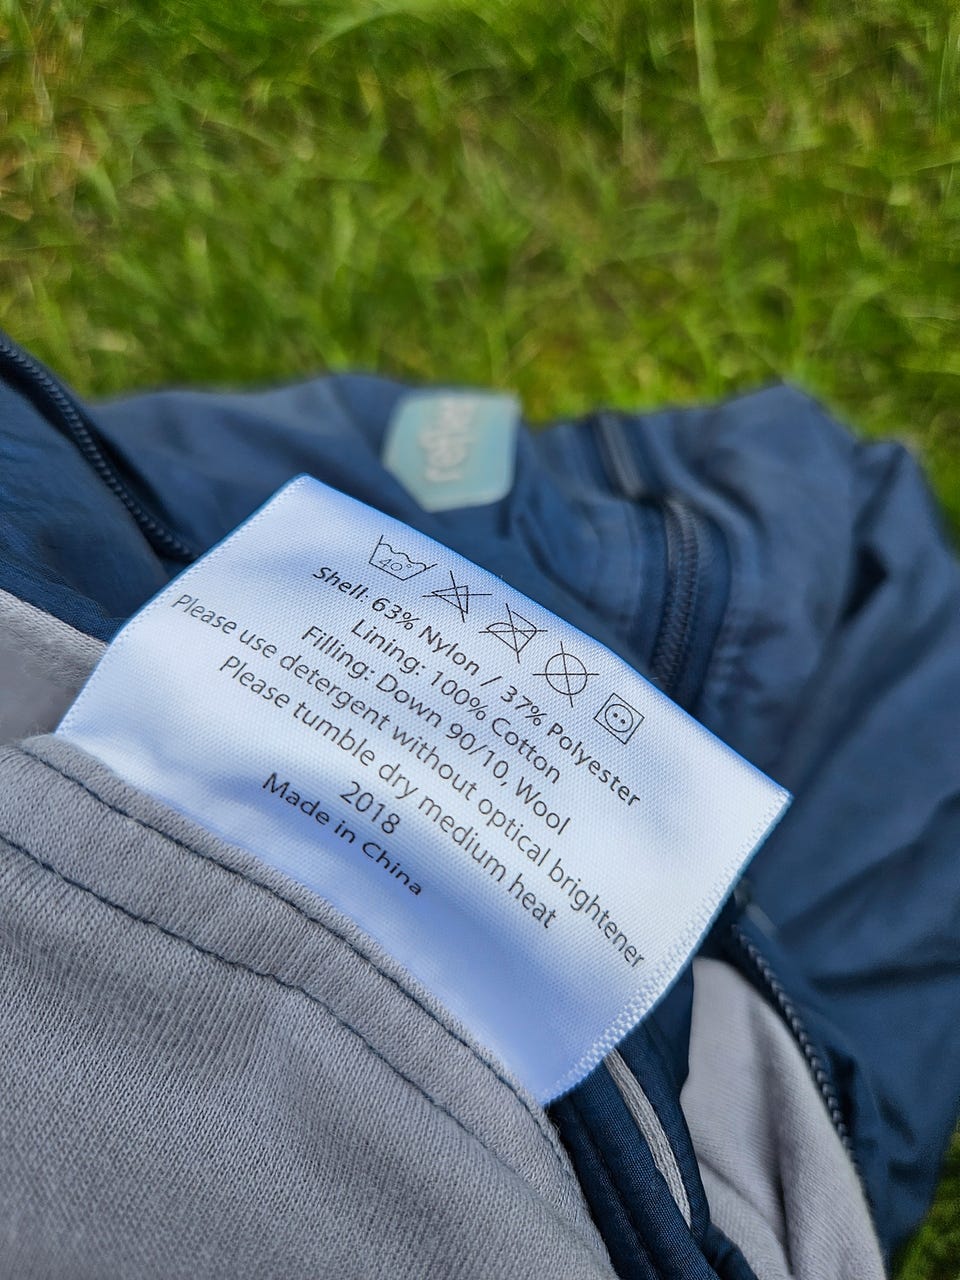 40°
Shell: 63% Nylon / 37% Polyester
Lining: 100% Cotton
Filling: Down 90/10, Wool
Please use detergent without optical brightener
Please tumble dry medium heat
2018
Made in China